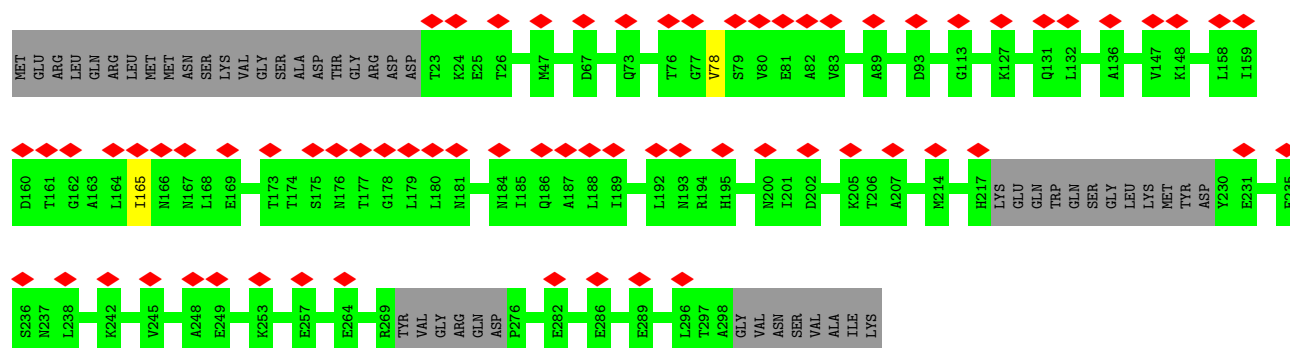 MET GLU ARG LEU GLN ARG LEU MET MET ASN SER LYS VAL GLY SER ALA ASP THR GLY ARG ASP ASP T23 K24 E25 T26 M47 D67 Q73 T76 G77 V78 S79 V80 E81 A82 V83 A89 D93 G113 K127 Q131 L132 A136 V147 K148 L158 I159
D160 T161 G162 A163 L164 I165 N166 N167 L168 E169 T173 T174 S175 N176 T177 G178 L179 L180 N181 N184 I185 Q186 A187 L188 I189 L192 N193 R194 H195 N200 I201 D202 K205 T206 A207 M214 H217 LYS GLU GLN TRP GLN SER GLY LEU LYS MET TYR ASP Y230 E231
S236 N237 L238 K242 V245 A248 E249 K253 E257 E264 R269 TYR VAL GLY ARG GLN ASP P276 E282 E286 E289 L296 T297 A298 GLY VAL ASN SER VAL ALA ILE LYS